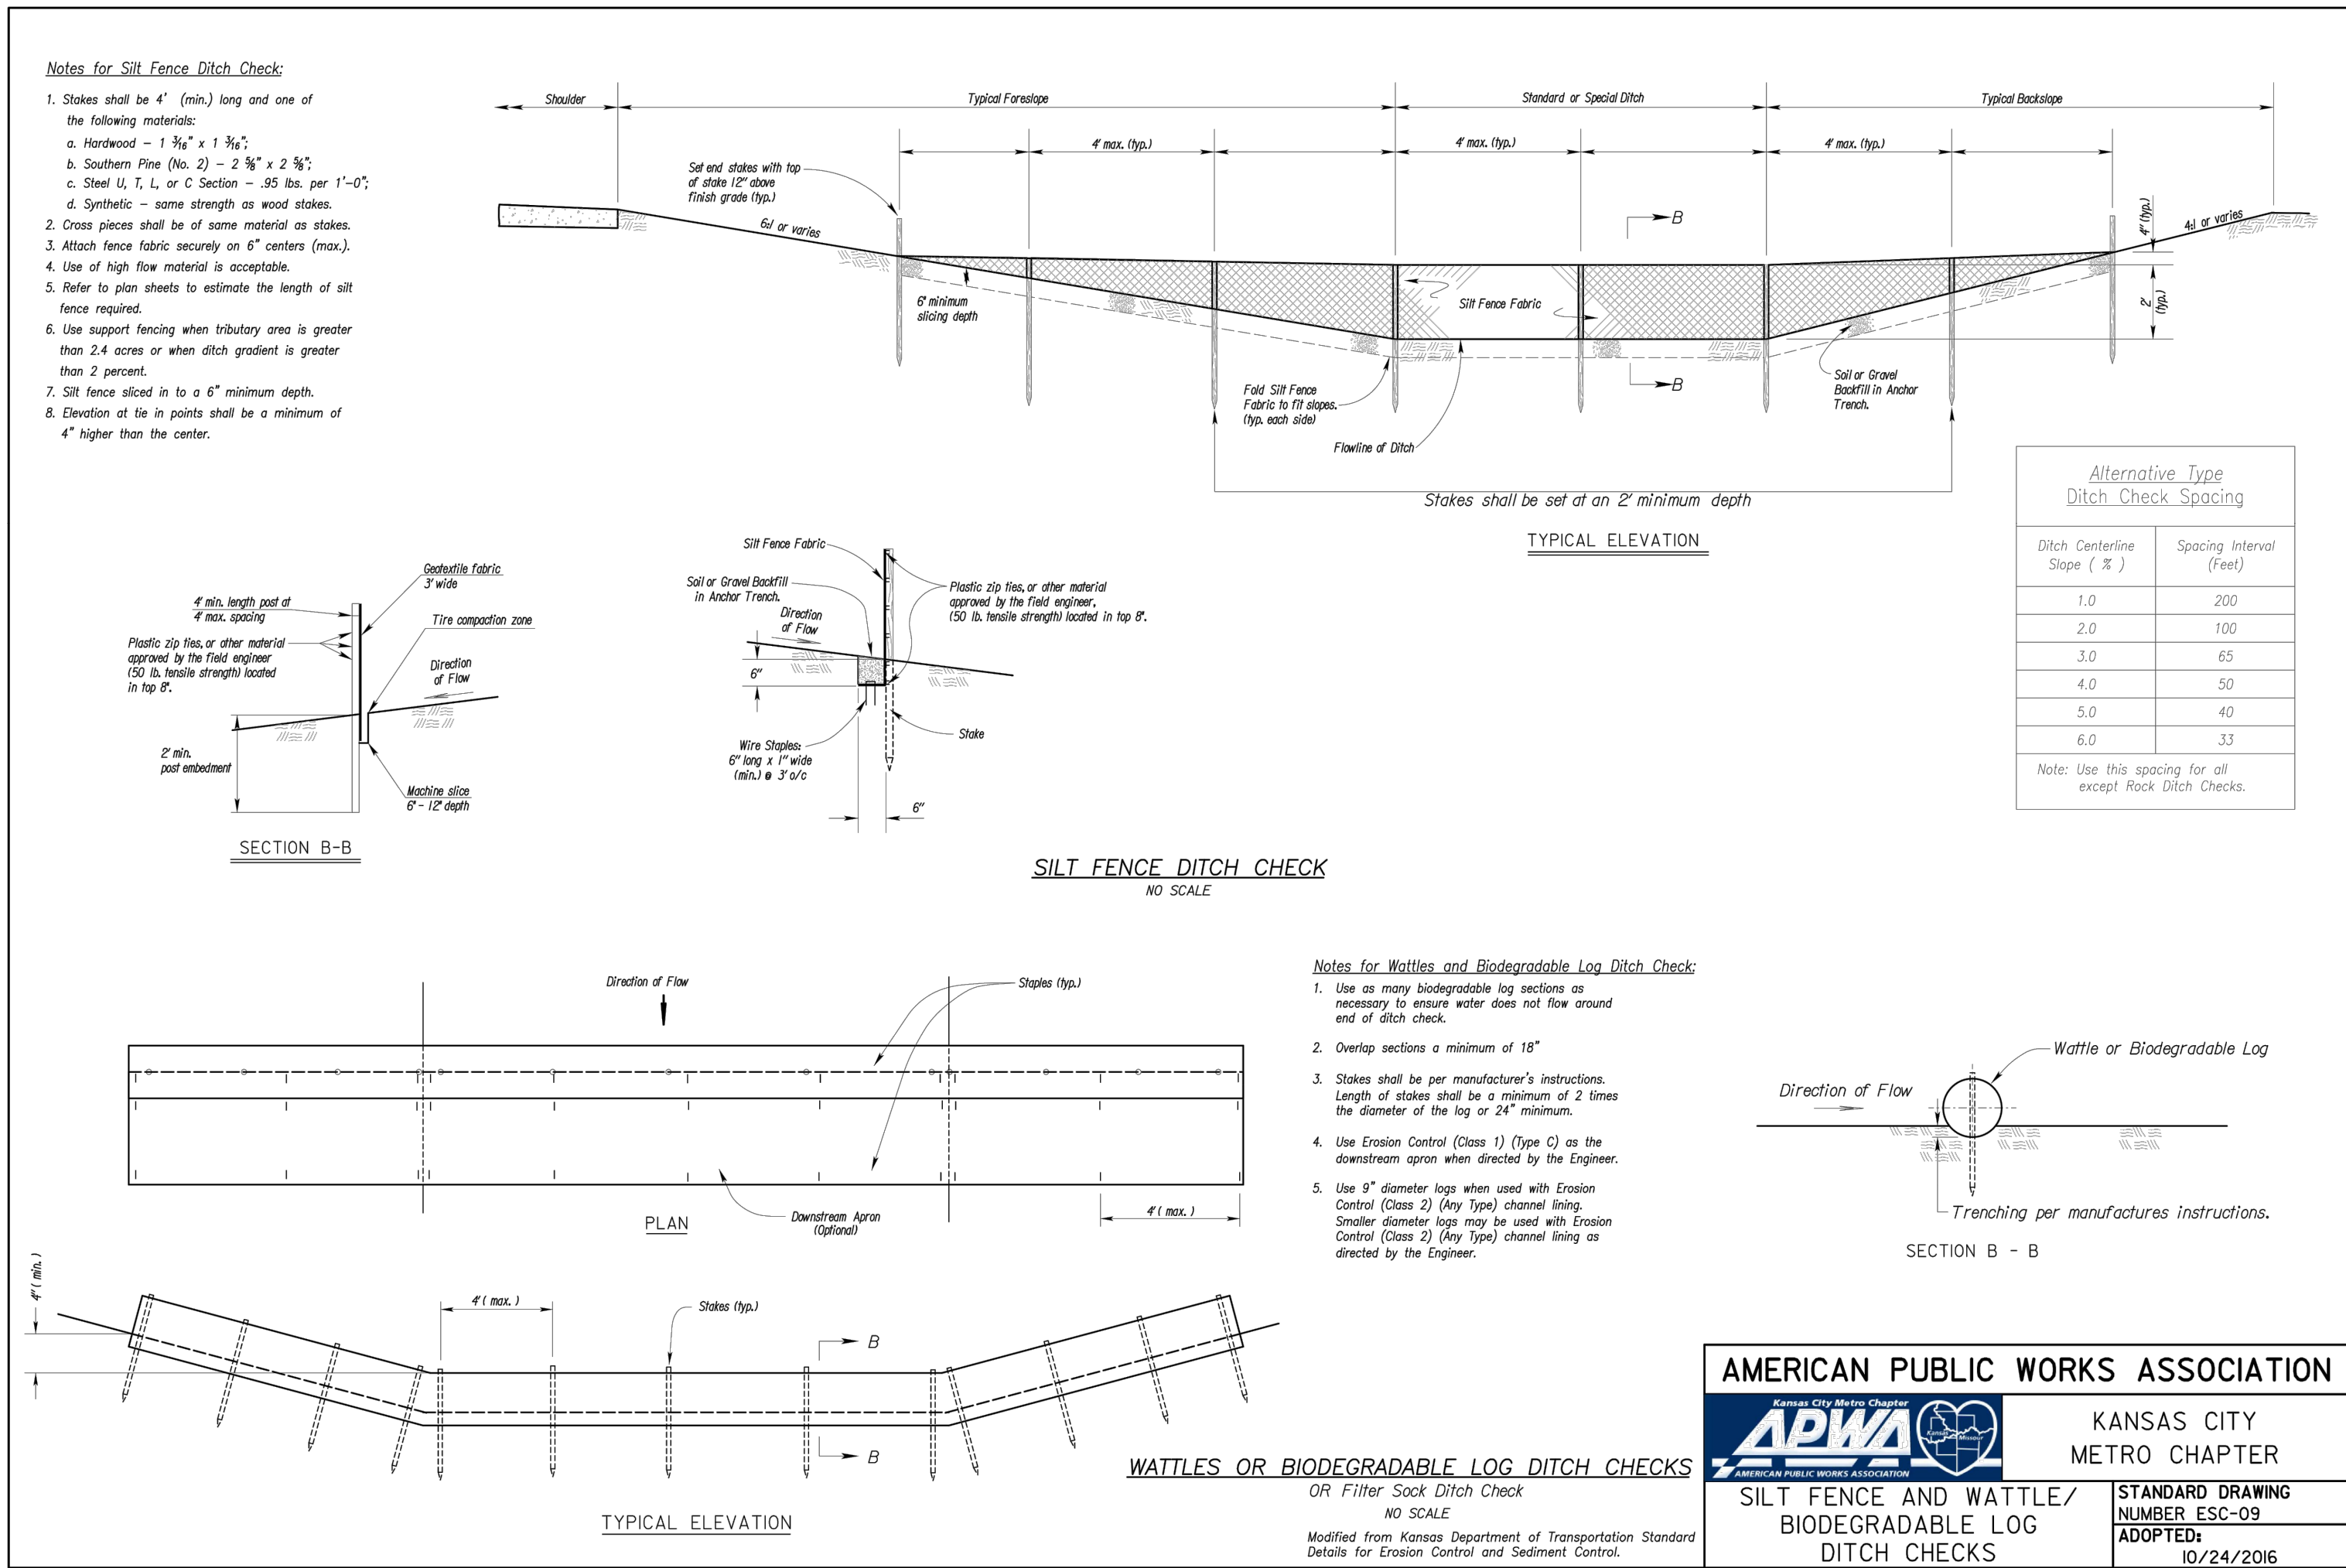 Notes for Silt Fence Ditch Check:
1. Stakes shall be 4' (min.) long and one of
the following materials:
a. Hardwood – 1 3/16" x 1 3/16";
b. Southern Pine (No. 2) – 2 5/8" x 2 5/8";
c. Steel U, T, L, or C Section – .95 lbs. per 1'-0";
d. Synthetic – same strength as wood stakes.
2. Cross pieces shall be of same material as stakes.
3. Attach fence fabric securely on 6" centers (max.).
4. Use of high flow material is acceptable.
5. Refer to plan sheets to estimate the length of silt
fence required.
6. Use support fencing when tributary area is greater
than 2.4 acres or when ditch gradient is greater
than 2 percent.
7. Silt fence sliced in to a 6" minimum depth.
8. Elevation at tie in points shall be a minimum of
4" higher than the center.
Shoulder
Typical Foreslope
Standard or Special Ditch
Typical Backslope
4' max. (typ.)
4' max. (typ.)
4' max. (typ.)
Set end stakes with top
of stake 12" above
finish grade (typ.)
6:1 or varies
B
4" (typ.)
4:1 or varies
6" minimum
slicing depth
Silt Fence Fabric
2'
(typ.)
B
Fold Silt Fence
Fabric to fit slopes.
(typ. each side)
Flowline of Ditch
Soil or Gravel
Backfill in Anchor
Trench.
Stakes shall be set at an 2' minimum depth
TYPICAL ELEVATION
Alternative Type
Ditch Check Spacing
Ditch Centerline
Slope ( % )
Spacing Interval
(Feet)
1.0 200
2.0 100
3.0 65
4.0 50
5.0 40
6.0 33
Note: Use this spacing for all
except Rock Ditch Checks.
Geotextile fabric
3' wide
4' min. length post at
4' max. spacing
Tire compaction zone
Plastic zip ties, or other material
approved by the field engineer
(50 lb. tensile strength) located
in top 8".
Direction
of Flow
2' min.
post embedment
Machine slice
6" - 12" depth
SECTION B-B
Silt Fence Fabric
Soil or Gravel Backfill
in Anchor Trench.
Direction
of Flow
Plastic zip ties, or other material
approved by the field engineer,
(50 lb. tensile strength) located in top 8".
6"
Stake
Wire Staples:
6" long x 1" wide
(min.) @ 3' o/c
6"
SILT FENCE DITCH CHECK
NO SCALE
Direction of Flow
Staples (typ.)
PLAN
Downstream Apron
(Optional)
4' ( max. )
4" ( min. )
4' ( max. )
Stakes (typ.)
B
B
TYPICAL ELEVATION
Notes for Wattles and Biodegradable Log Ditch Check:
1. Use as many biodegradable log sections as
necessary to ensure water does not flow around
end of ditch check.
2. Overlap sections a minimum of 18"
3. Stakes shall be per manufacturer's instructions.
Length of stakes shall be a minimum of 2 times
the diameter of the log or 24" minimum.
4. Use Erosion Control (Class 1) (Type C) as the
downstream apron when directed by the Engineer.
5. Use 9" diameter logs when used with Erosion
Control (Class 2) (Any Type) channel lining.
Smaller diameter logs may be used with Erosion
Control (Class 2) (Any Type) channel lining as
directed by the Engineer.
Wattle or Biodegradable Log
Direction of Flow
Trenching per manufactures instructions.
SECTION B - B
WATTLES OR BIODEGRADABLE LOG DITCH CHECKS
OR Filter Sock Ditch Check
NO SCALE
Modified from Kansas Department of Transportation Standard
Details for Erosion Control and Sediment Control.
AMERICAN PUBLIC WORKS ASSOCIATION
Kansas City Metro Chapter
APWA
Kansas Missouri
AMERICAN PUBLIC WORKS ASSOCIATION
KANSAS CITY
METRO CHAPTER
SILT FENCE AND WATTLE/
BIODEGRADABLE LOG
DITCH CHECKS
STANDARD DRAWING
NUMBER ESC-09
ADOPTED:
10/24/2016